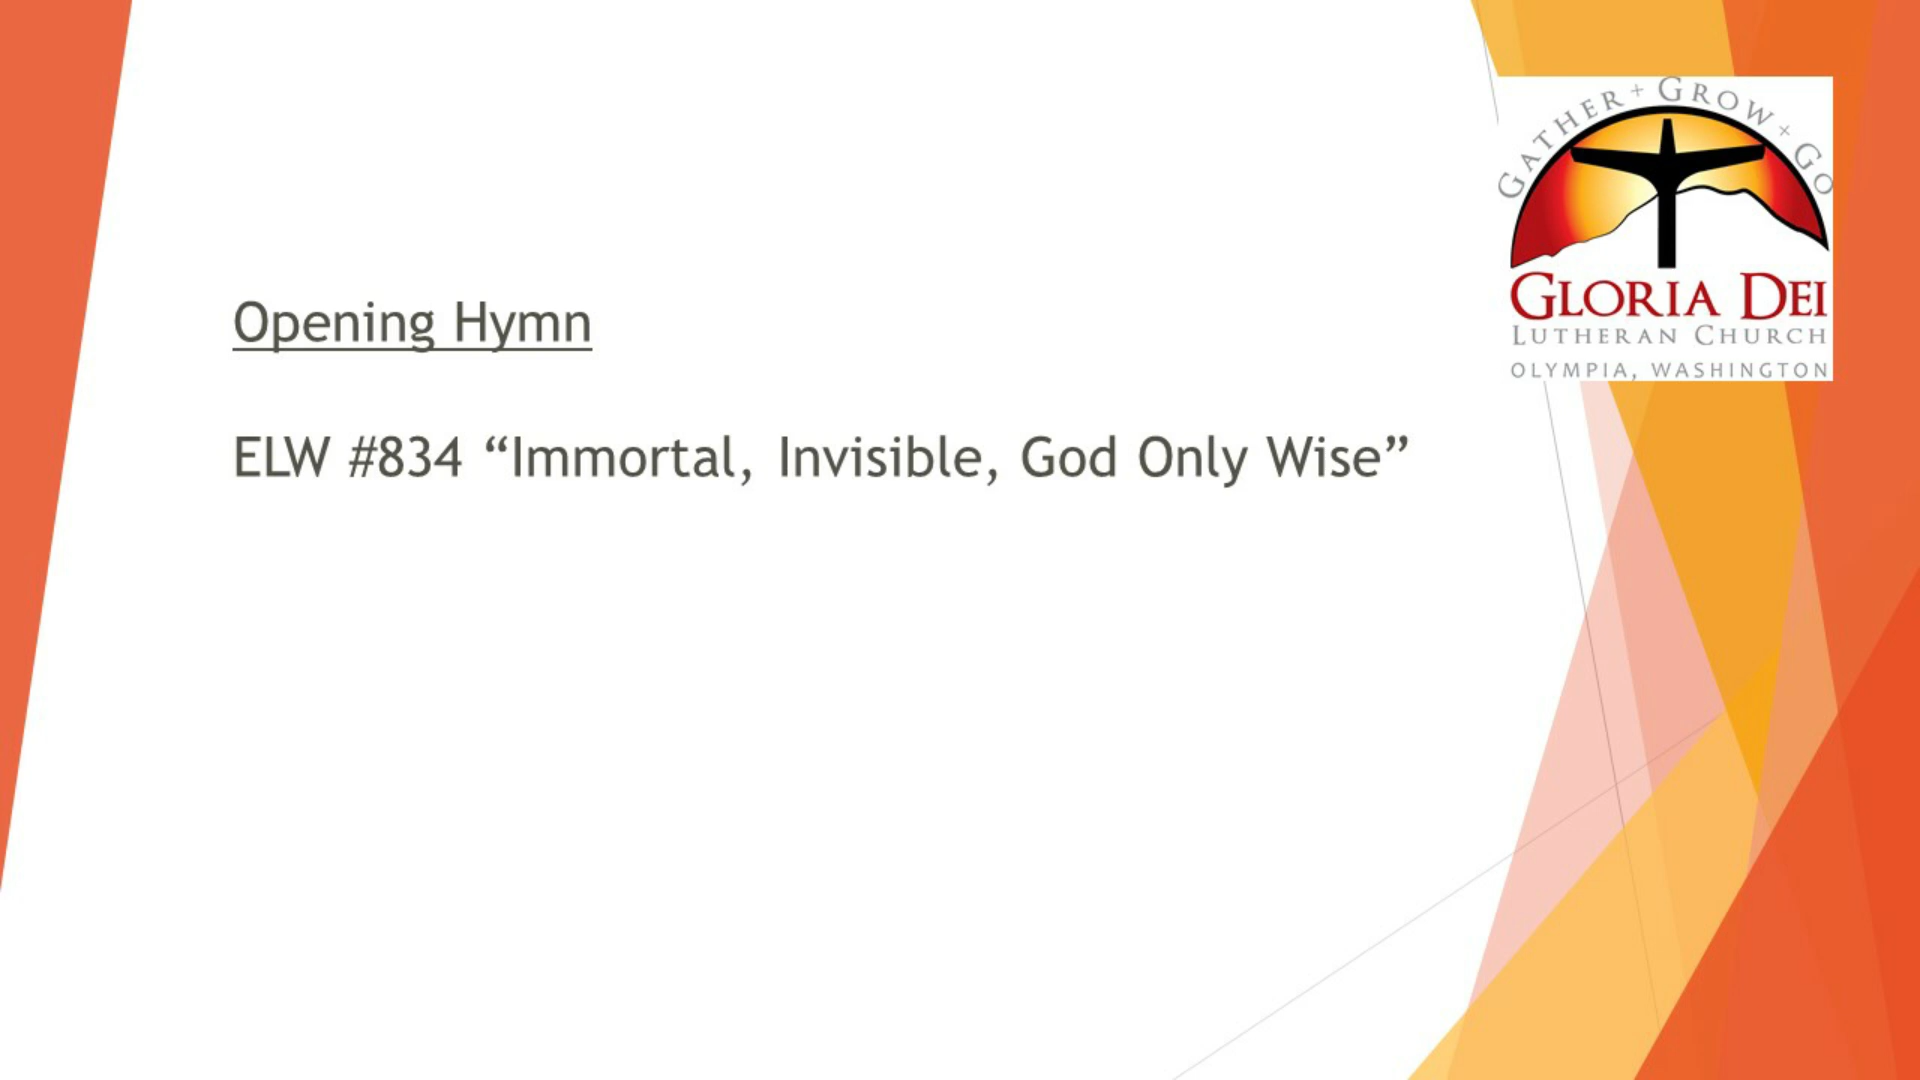 GATHER + GROW + GO
GLORIA DEI
LUTHERAN CHURCH
OLYMPIA, WASHINGTON
Opening Hymn
ELW #834 “Immortal, Invisible, God Only Wise”